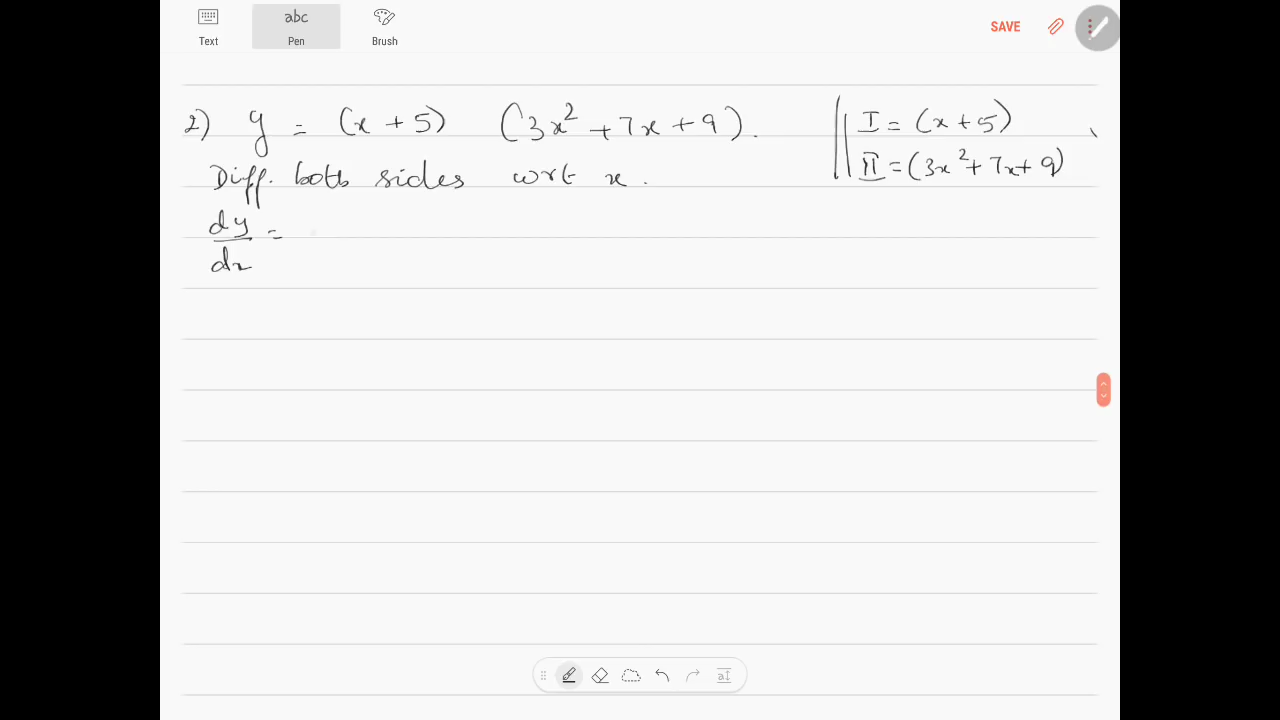 Text
abc
Pen
Brush
SAVE
2) y = (x + 5) (3x² + 7x + 9).
I = (x + 5)
II = (3x² + 7x + 9)
Diff. both sides wrt x.
dy/dx =